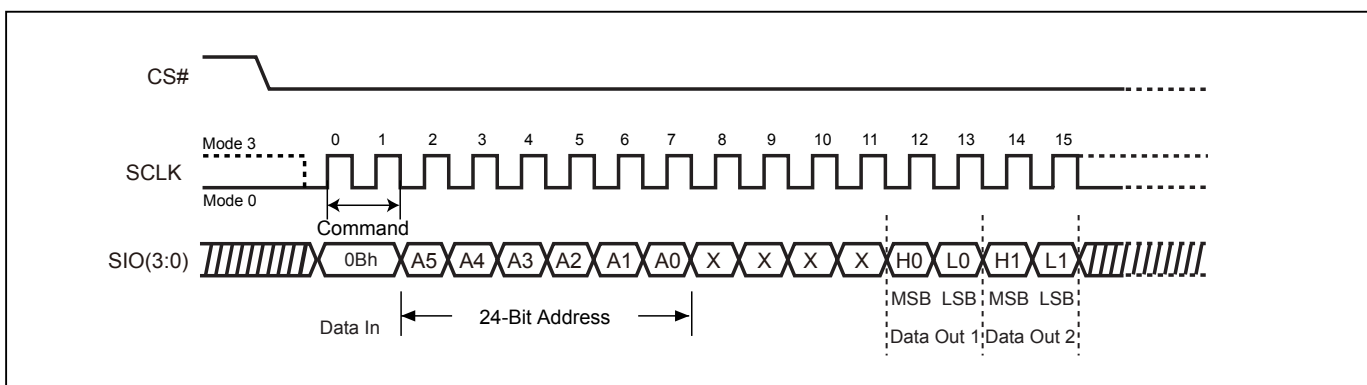 CS#
Mode 3
0 1 2 3 4 5 6 7 8 9 10 11 12 13 14 15
SCLK
Mode 0
Command
SIO(3:0) 0Bh A5 A4 A3 A2 A1 A0 X X X X H0 L0 H1 L1
MSB LSB MSB LSB
Data In 24-Bit Address Data Out 1 Data Out 2